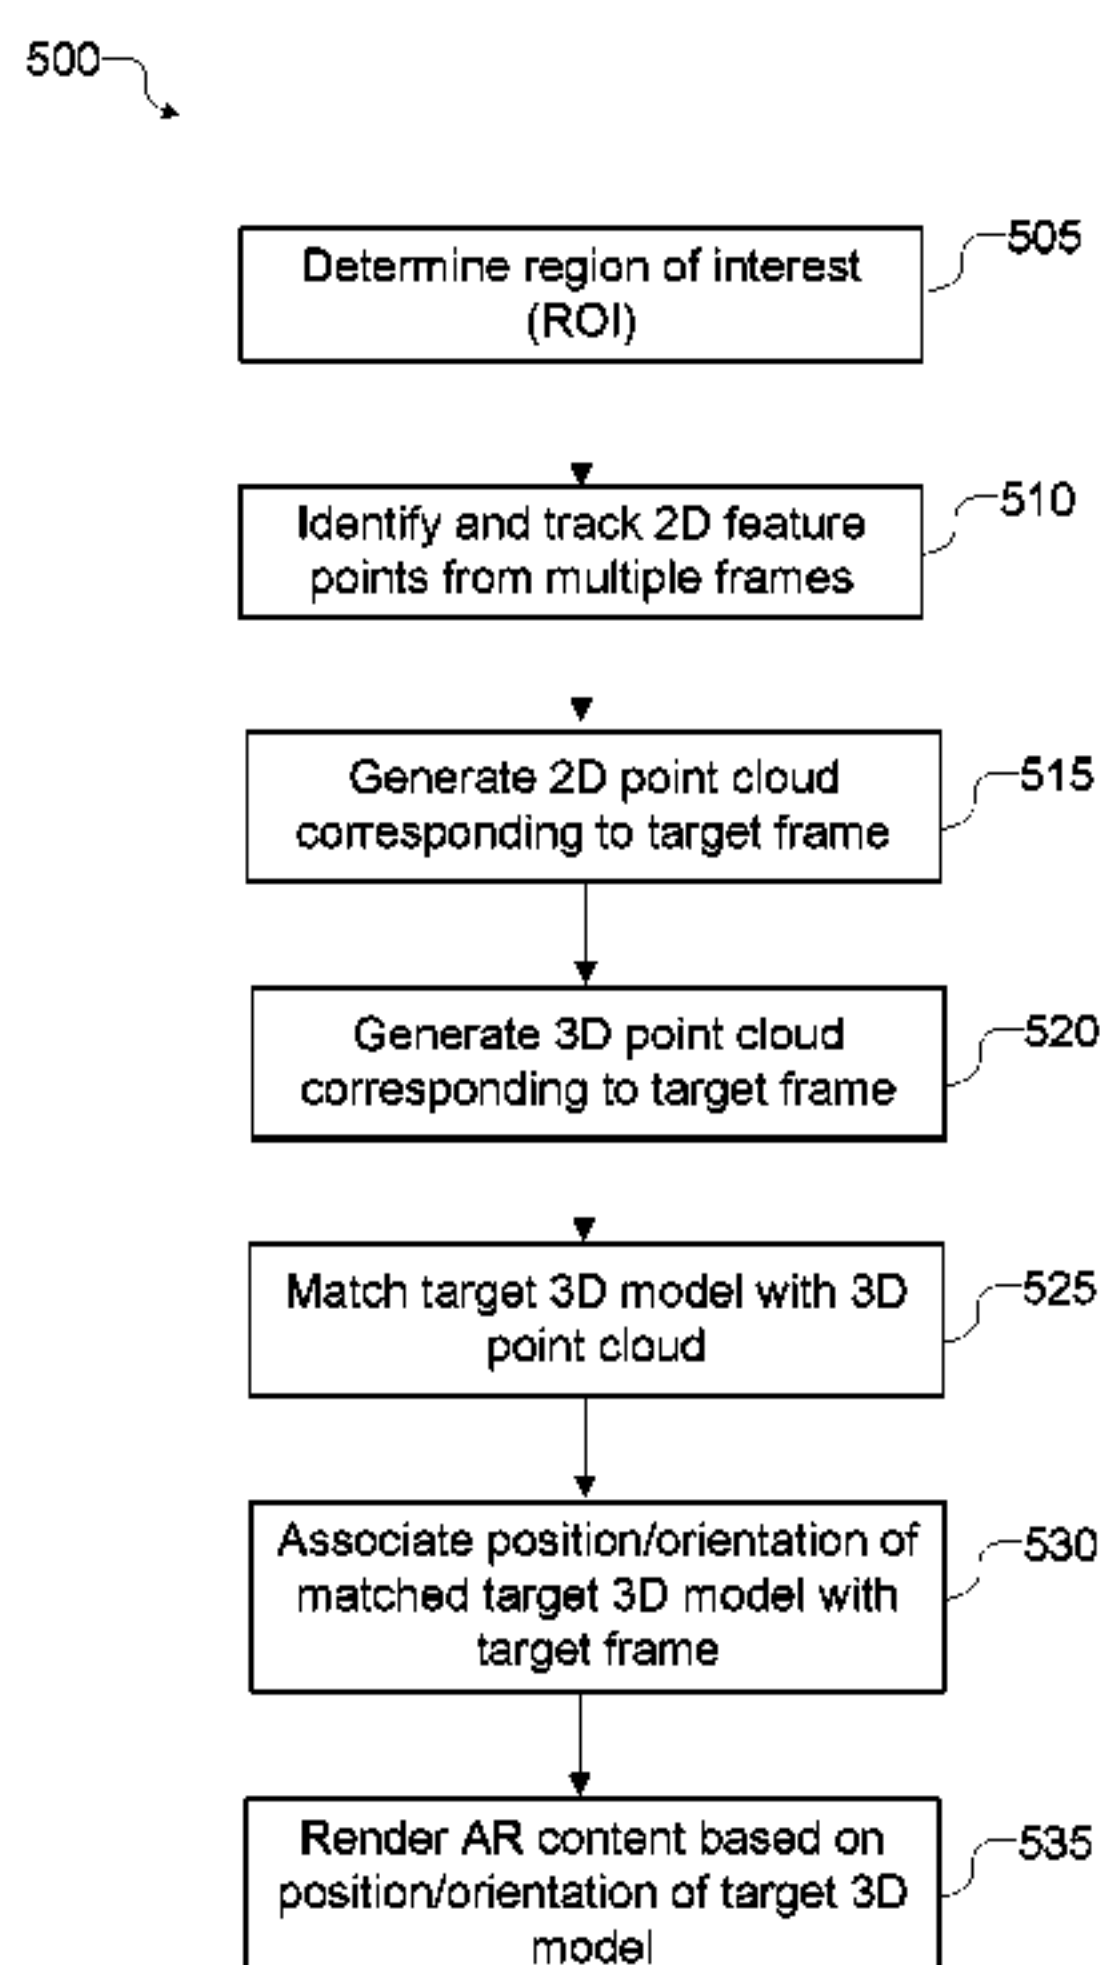 500
505
Determine region of interest
(ROI)
510
Identify and track 2D feature
points from multiple frames
515
Generate 2D point cloud
corresponding to target frame
520
Generate 3D point cloud
corresponding to target frame
525
Match target 3D model with 3D
point cloud
530
Associate position/orientation of
matched target 3D model with
target frame
535
Render AR content based on
position/orientation of target 3D
model